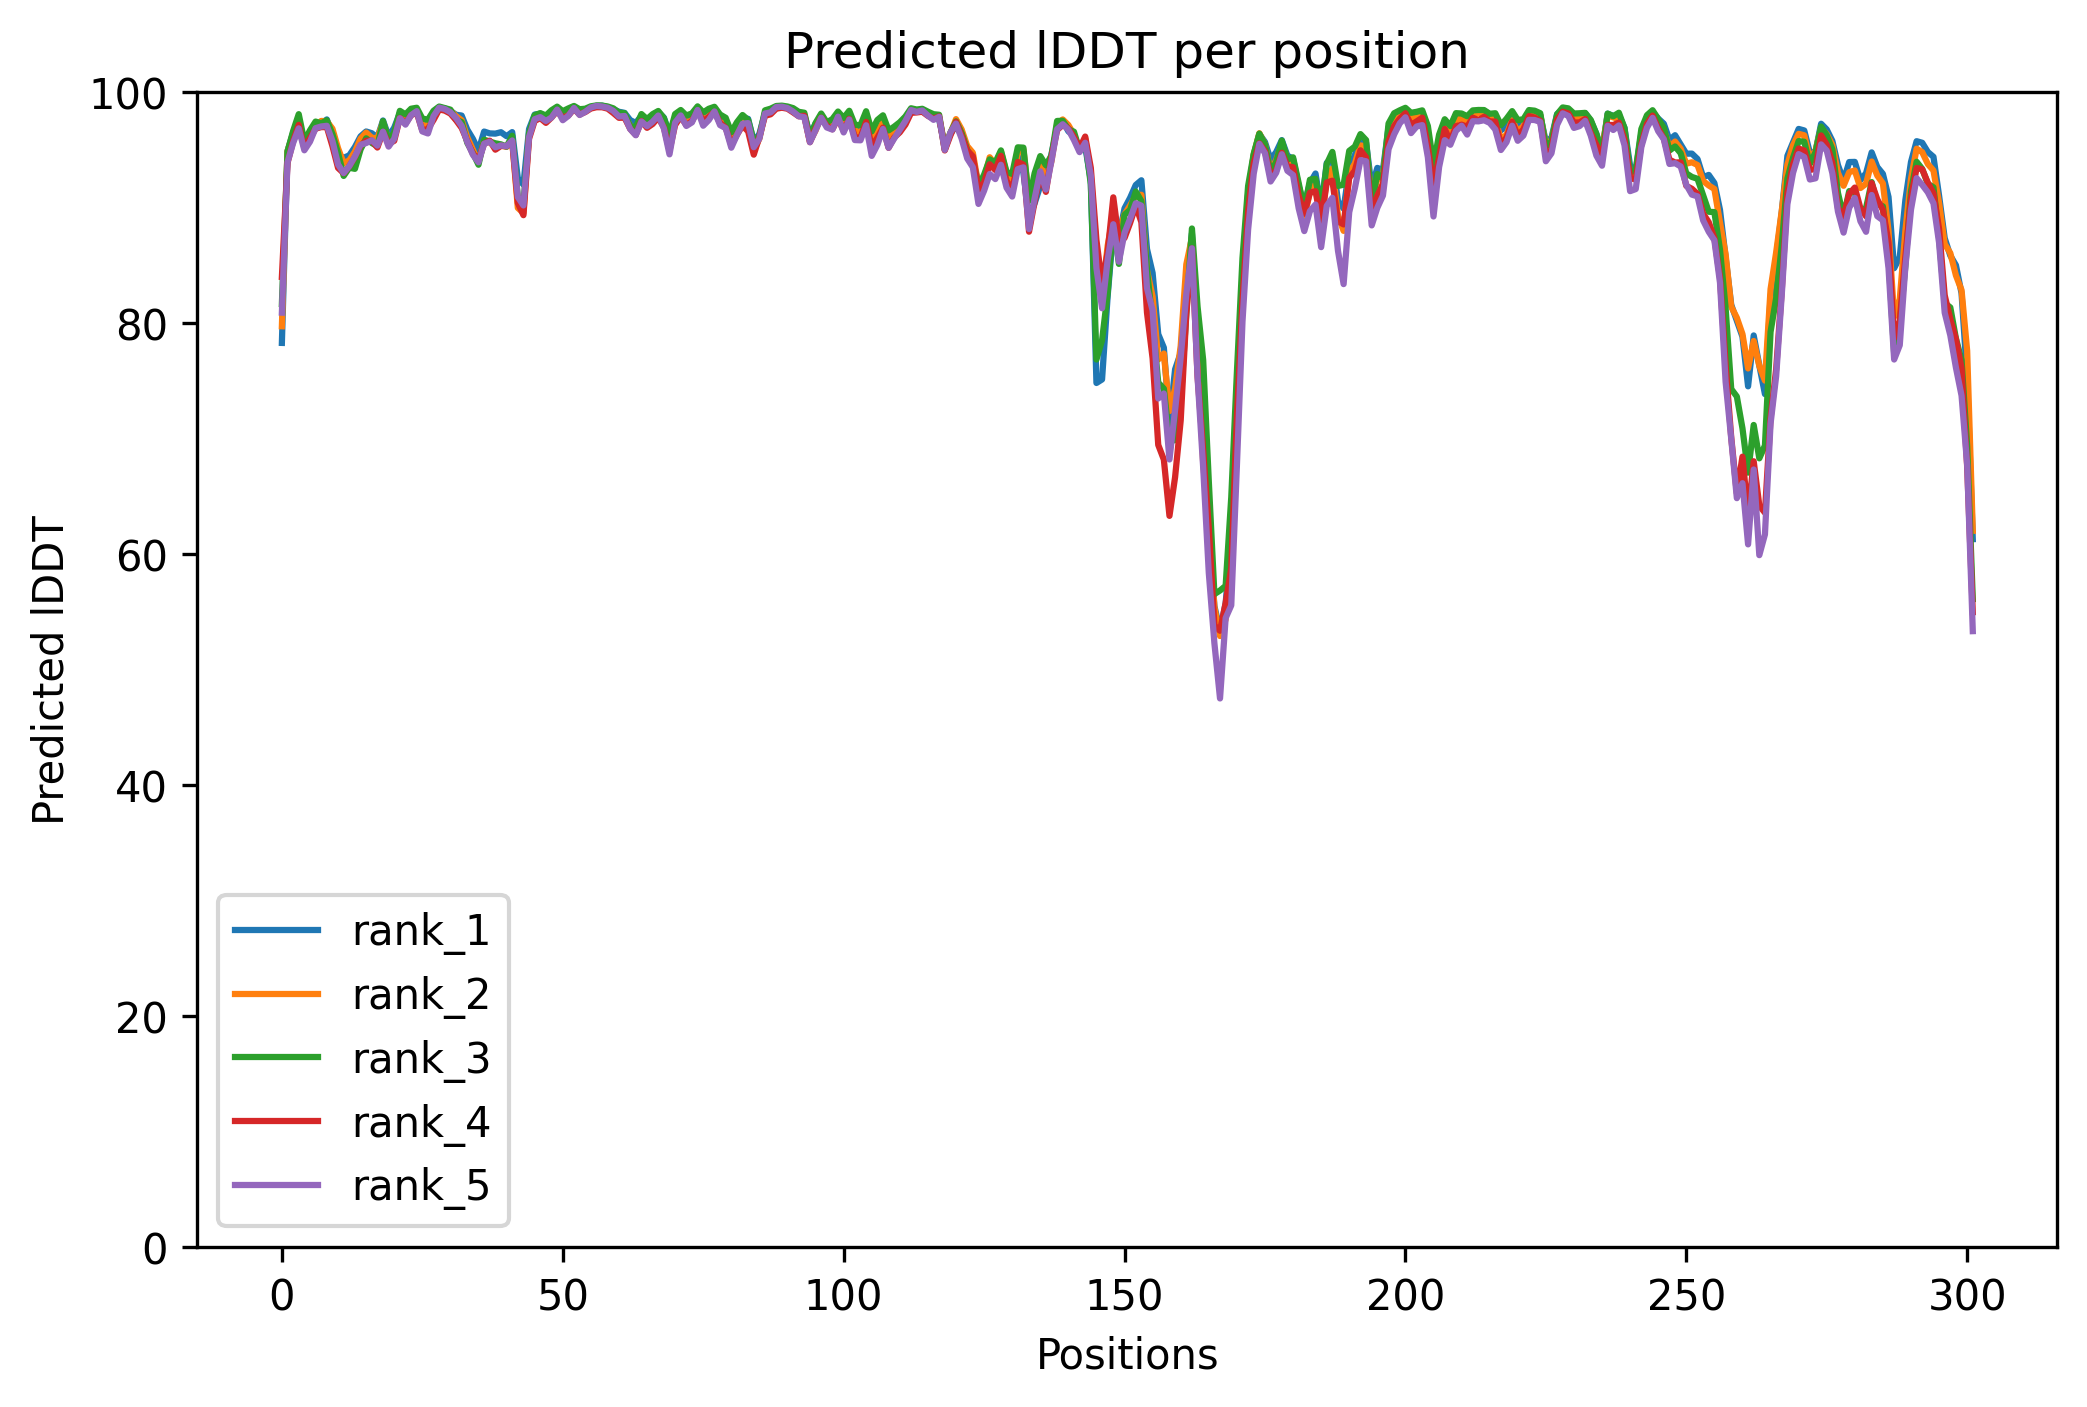 Predicted lDDT per position
100
80
60
40
20
0
Predicted lDDT
rank_1
rank_2
rank_3
rank_4
rank_5
0 50 100 150 200 250 300
Positions